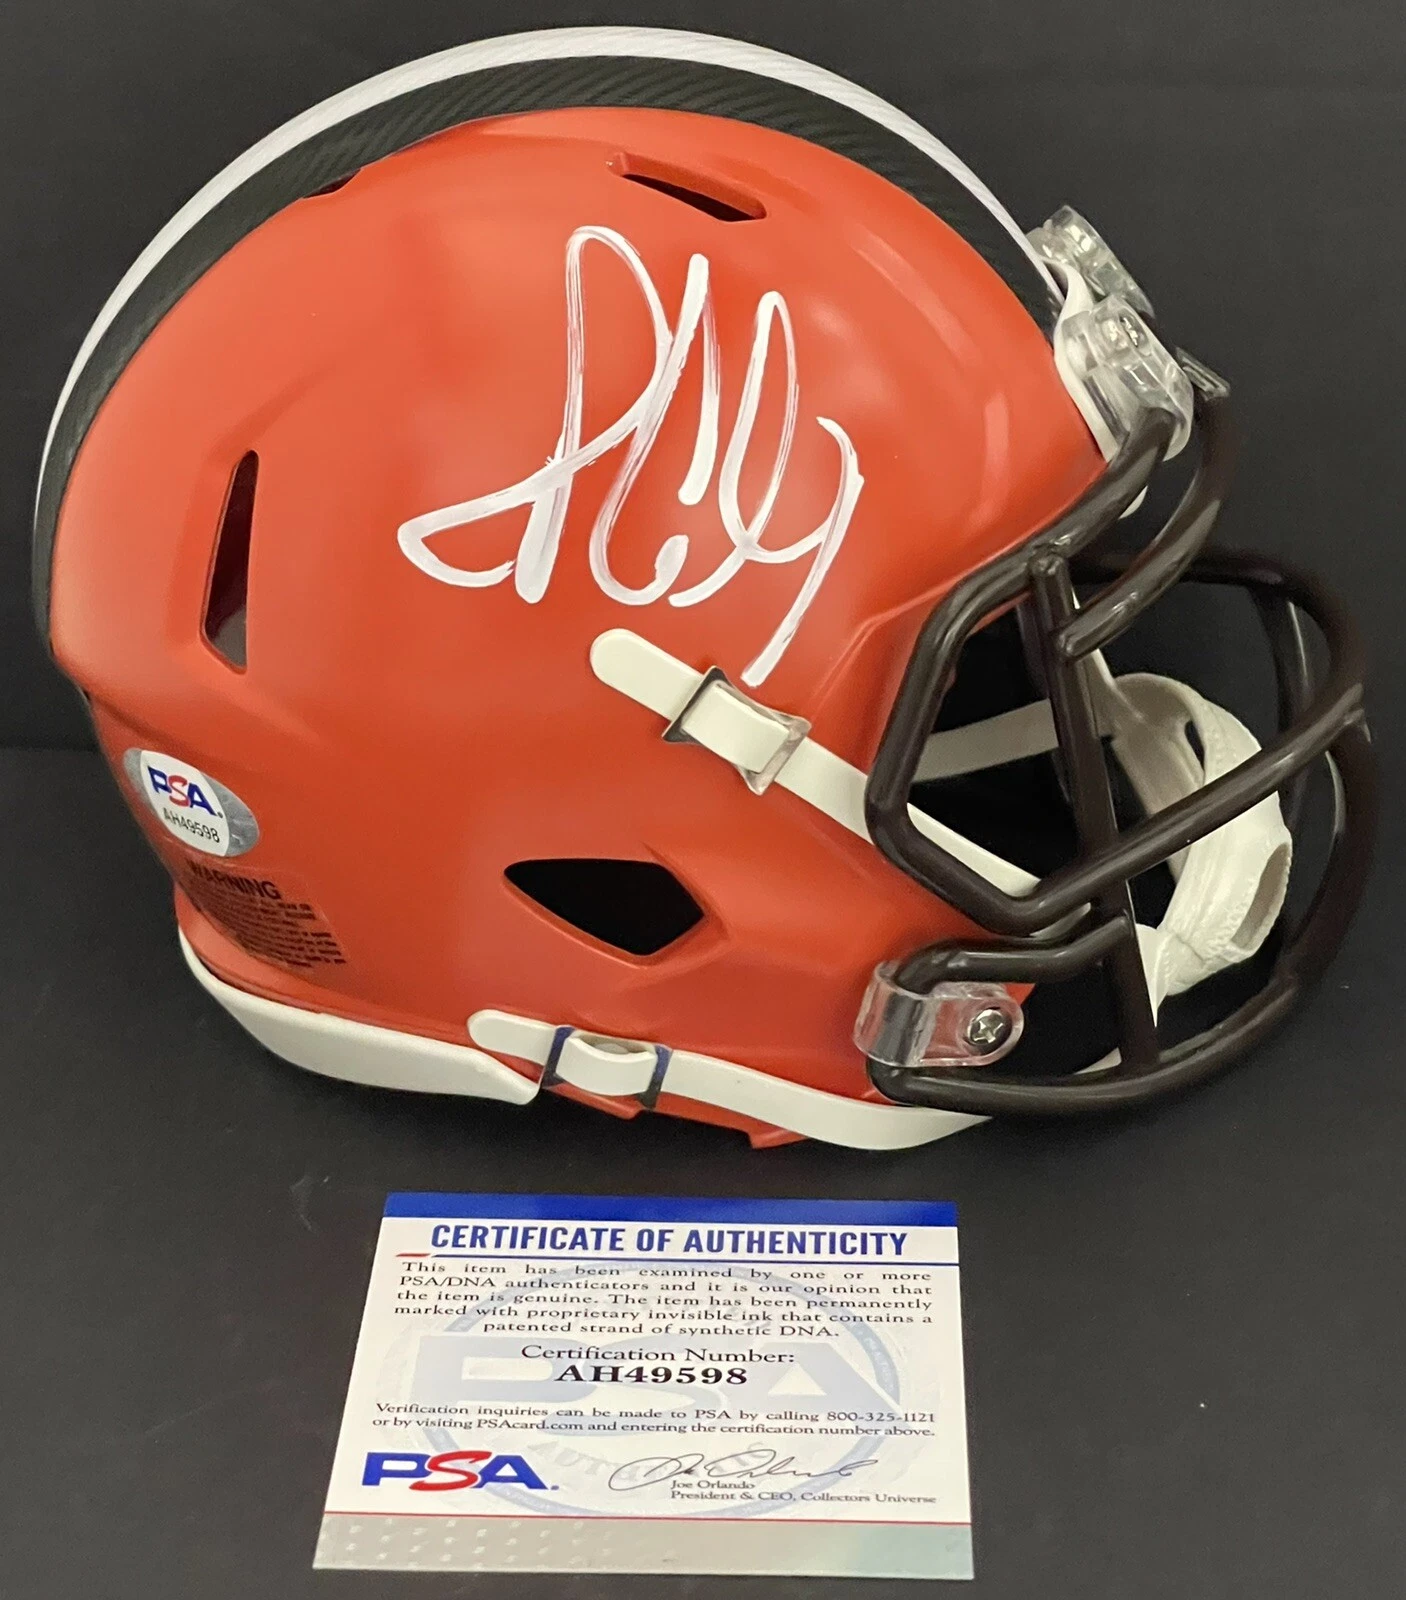 PSA
AH49598
WARNING
CERTIFICATE OF AUTHENTICITY
This item has been examined by one or more
PSA/DNA authenticators and it is our opinion that
the item is genuine. The item has been permanently
marked with proprietary invisible ink that contains a
patented strand of synthetic DNA.
Certification Number:
AH49598
Verification inquiries can be made to PSA by calling 800-325-1121
or by visiting PSAcard.com and entering the certification number above.
PSA
Joe Orlando
President & CEO, Collectors Universe